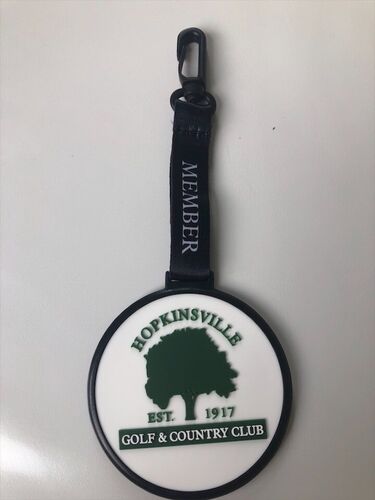 MEMBER
HOPKINSVILLE
EST. 1917
GOLF & COUNTRY CLUB